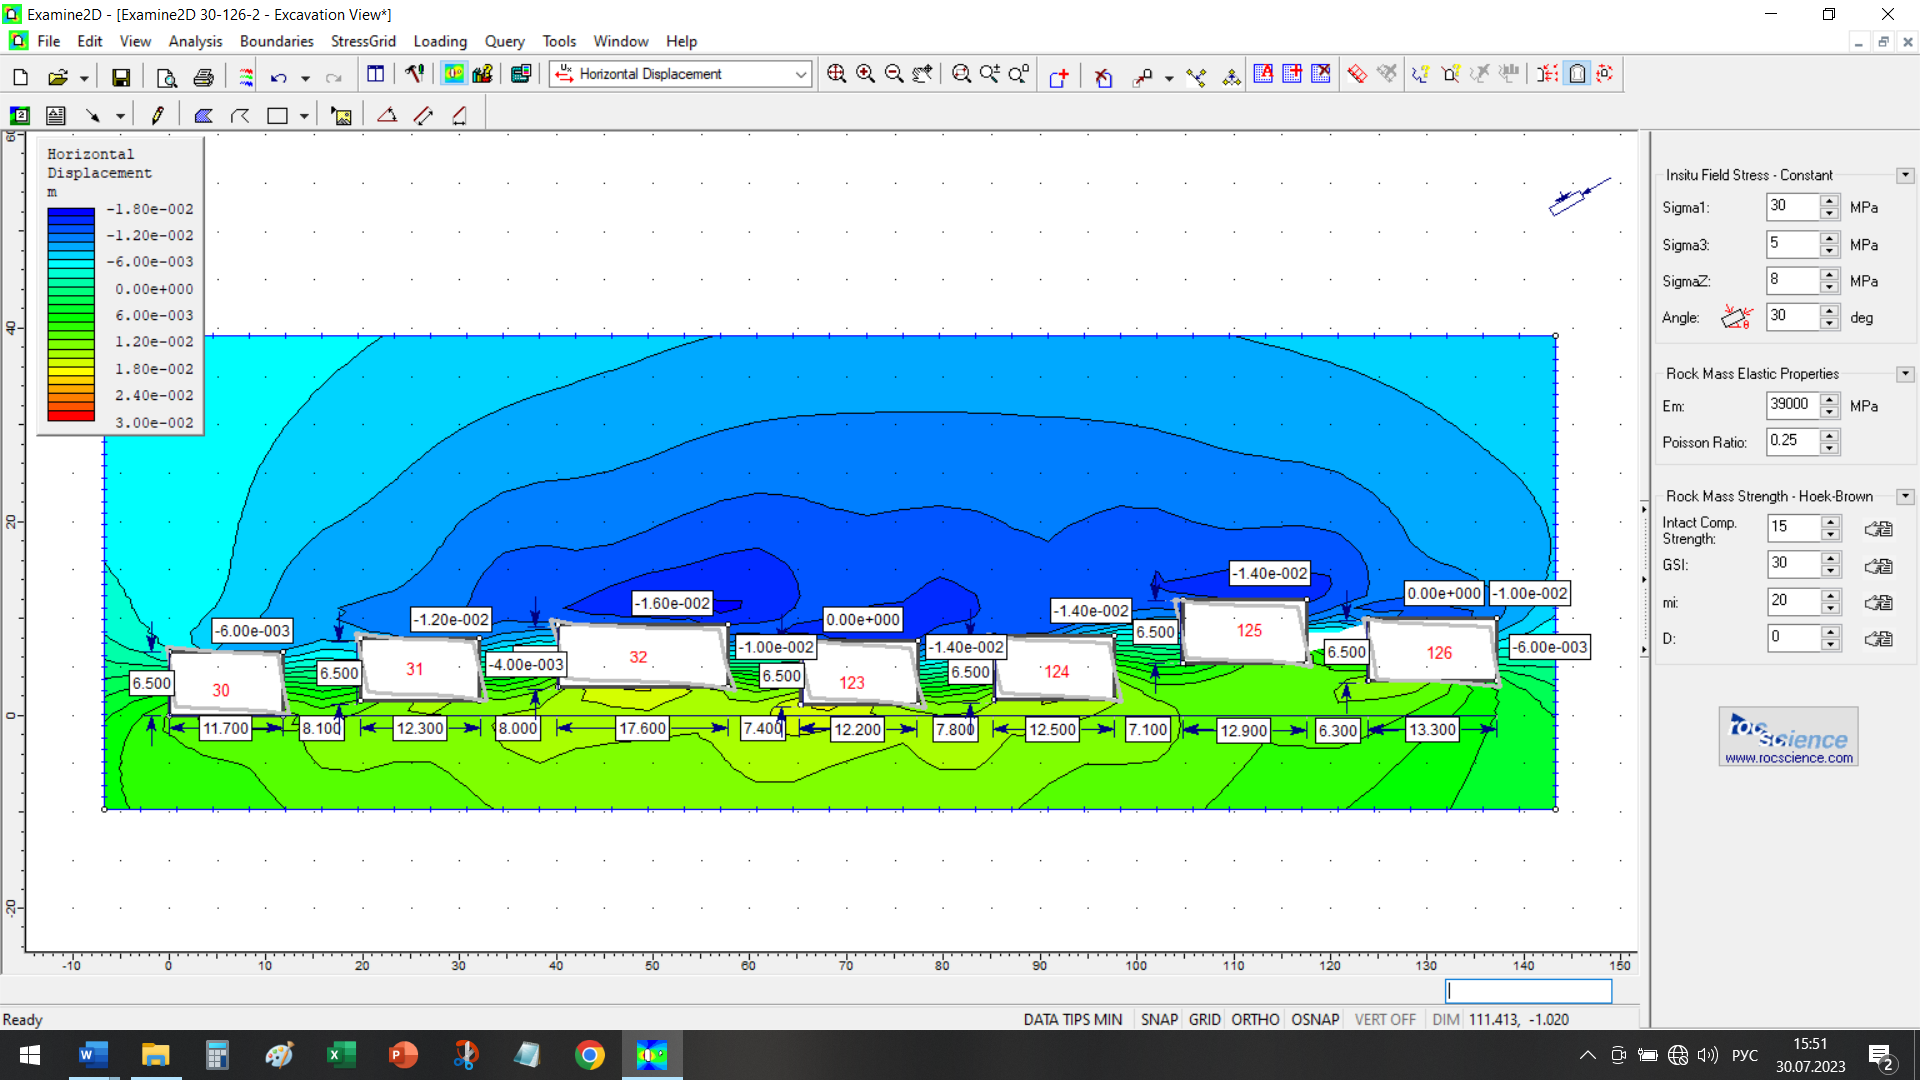 Examine2D - [Examine2D 30-126-2 - Excavation View*]
File Edit View Analysis Boundaries StressGrid Loading Query Tools Window Help
Horizontal Displacement
Horizontal
Displacement
m
-1.80e-002
-1.20e-002
-6.00e-003
0.00e+000
6.00e-003
1.20e-002
1.80e-002
2.40e-002
3.00e-002
60
40
20
0
-20
-6.00e-003
-1.20e-002
-1.60e-002
0.00e+000
-1.40e-002
-1.40e-002
0.00e+000
-1.00e-002
6.500
30
6.500
31
-4.00e-003
32
-1.00e-002
6.500
123
-1.40e-002
6.500
124
6.500
125
6.500
126
-6.00e-003
11.700
8.100
12.300
8.000
17.600
7.400
12.200
7.800
12.500
7.100
12.900
6.300
13.300
-10 0 10 20 30 40 50 60 70 80 90 100 110 120 130 140 150
Insitu Field Stress - Constant
Sigma1: 30 MPa
Sigma3: 5 MPa
SigmaZ: 8 MPa
Angle: θ 30 deg
Rock Mass Elastic Properties
Em: 39000 MPa
Poisson Ratio: 0.25
Rock Mass Strength - Hoek-Brown
Intact Comp.
Strength: 15
GSI: 30
mi: 20
D: 0
rocscience
www.rocscience.com
Ready
DATA TIPS MIN SNAP GRID ORTHO OSNAP VERT OFF DIM 111.413, -1.020
РУС
15:51
30.07.2023
2